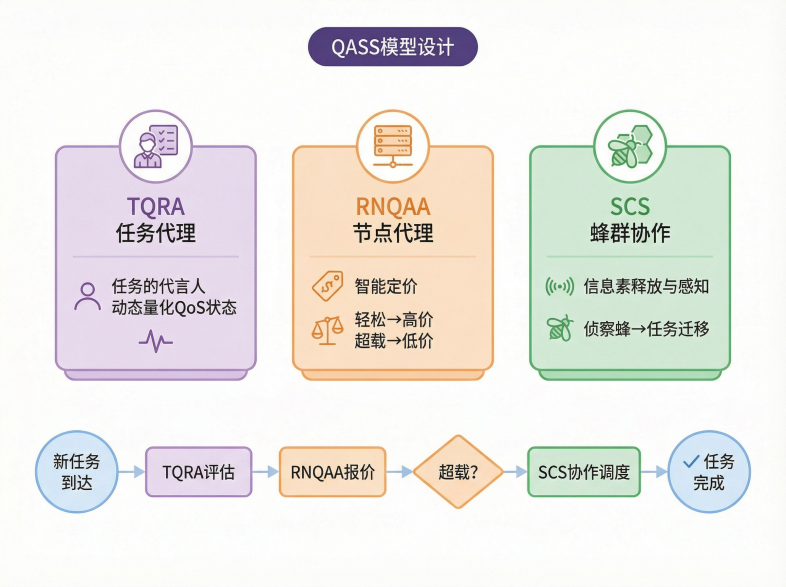 QASS模型设计
TQRA
任务代理
任务的代言人
动态量化QoS状态
RNQAA
节点代理
智能定价
轻松→高价
超载→低价
SCS
蜂群协作
信息素释放与感知
侦察蜂→任务迁移
新任务
到达
TQRA评估
RNQAA报价
超载?
SCS协作调度
任务
完成